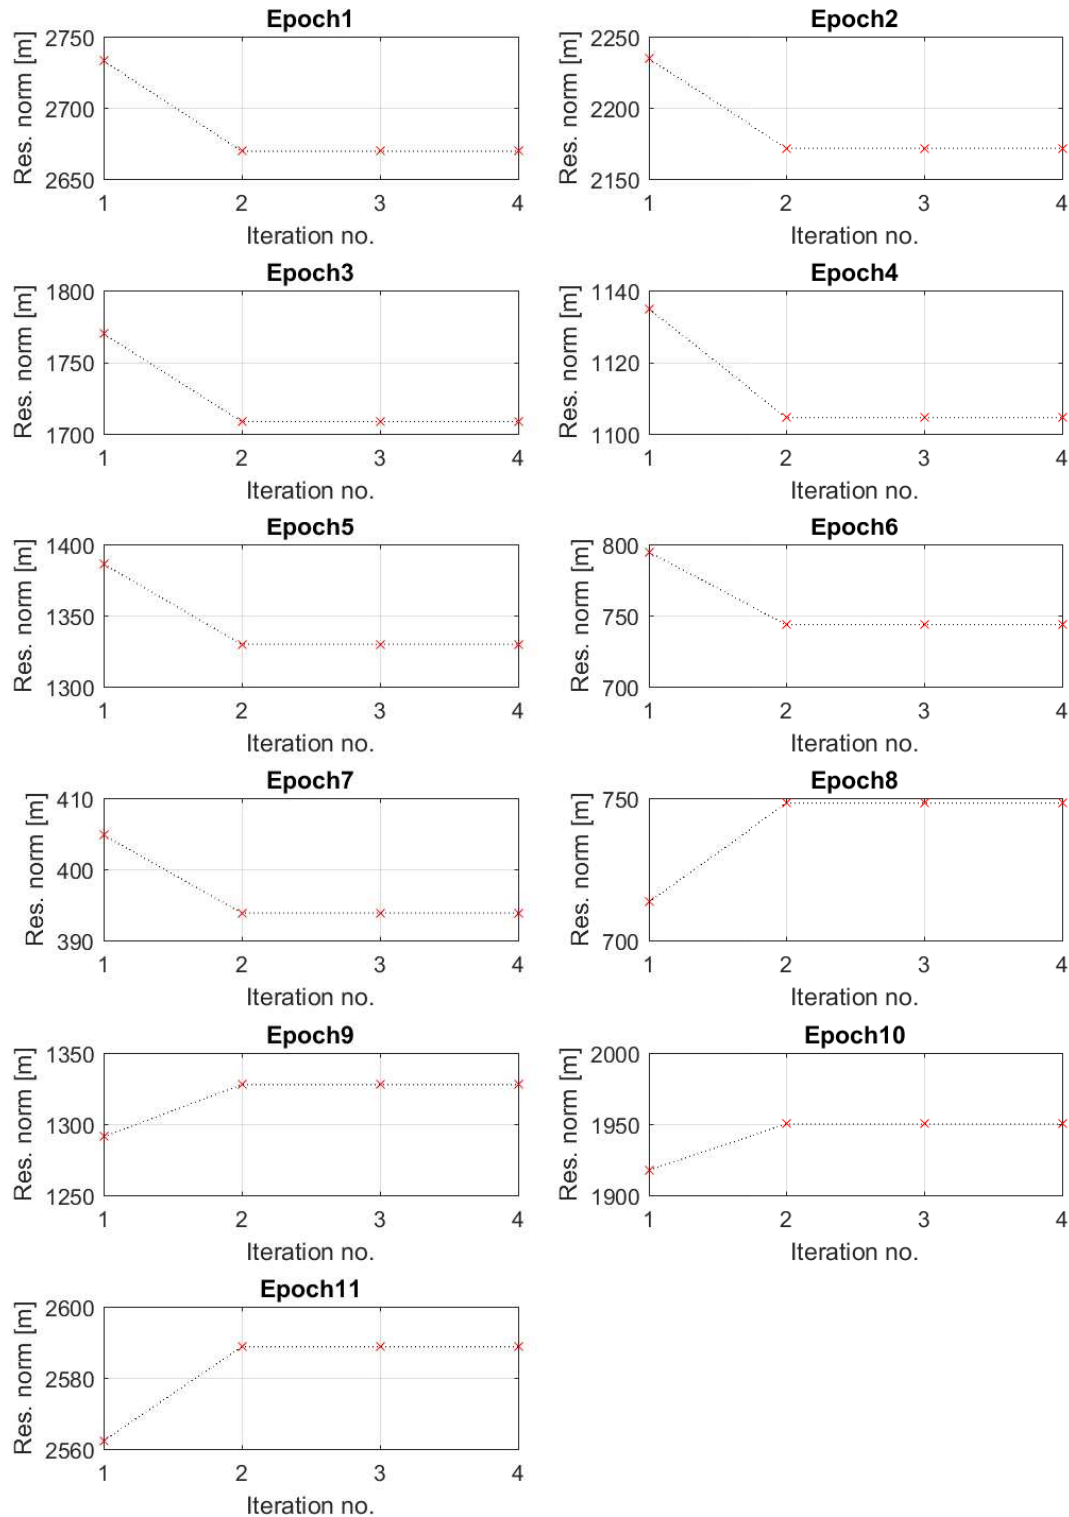 Epoch1
Res. norm [m]
2750
2700
2650
1 2 3 4
Iteration no.
Epoch2
Res. norm [m]
2250
2200
2150
1 2 3 4
Iteration no.
Epoch3
Res. norm [m]
1800
1750
1700
1 2 3 4
Iteration no.
Epoch4
Res. norm [m]
1140
1120
1100
1 2 3 4
Iteration no.
Epoch5
Res. norm [m]
1400
1350
1300
1 2 3 4
Iteration no.
Epoch6
Res. norm [m]
800
750
700
1 2 3 4
Iteration no.
Epoch7
Res. norm [m]
410
400
390
1 2 3 4
Iteration no.
Epoch8
Res. norm [m]
750
700
1 2 3 4
Iteration no.
Epoch9
Res. norm [m]
1350
1300
1250
1 2 3 4
Iteration no.
Epoch10
Res. norm [m]
2000
1950
1900
1 2 3 4
Iteration no.
Epoch11
Res. norm [m]
2600
2580
2560
1 2 3 4
Iteration no.